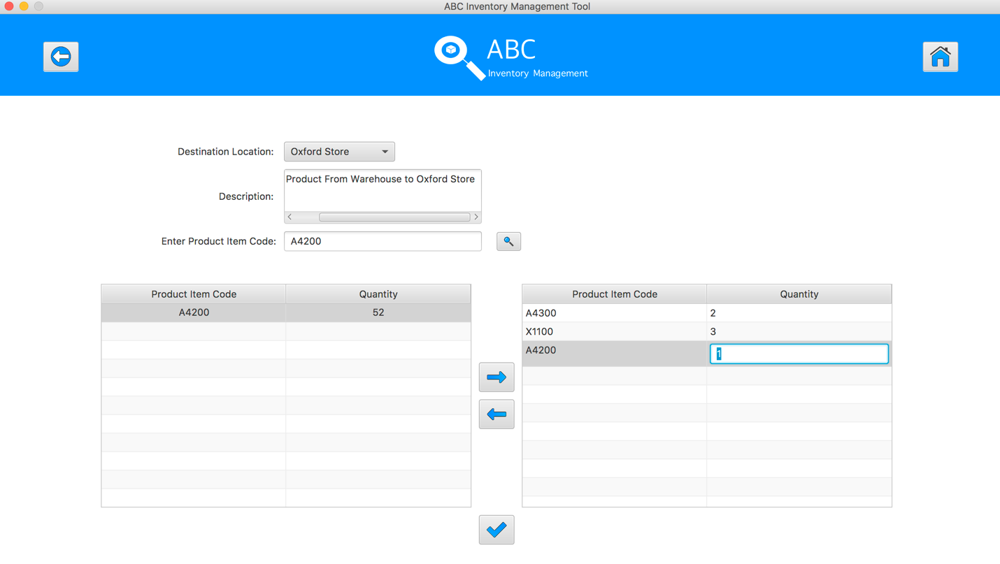 ABC Inventory Management Tool
ABC
Inventory Management
Destination Location: Oxford Store
Description: Product From Warehouse to Oxford Store
Enter Product Item Code: A4200
Product Item Code Quantity
A4200 52
Product Item Code Quantity
A4300 2
X1100 3
A4200 1